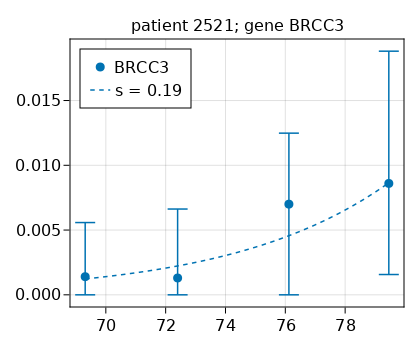 patient 2521; gene BRCC3
BRCC3
s = 0.19
0.015
0.010
0.005
0.000
70 72 74 76 78